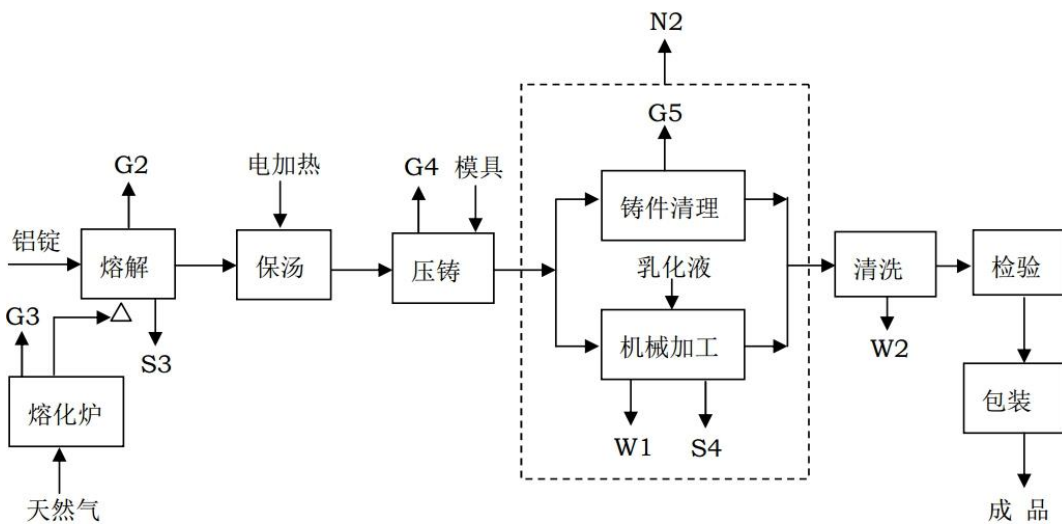 N2
G5
G2
电加热
G4
模具
铸件清理
铝锭
熔解
保汤
压铸
乳化液
清洗
检验
G3
S3
机械加工
W2
熔化炉
包装
W1
S4
天然气
成 品